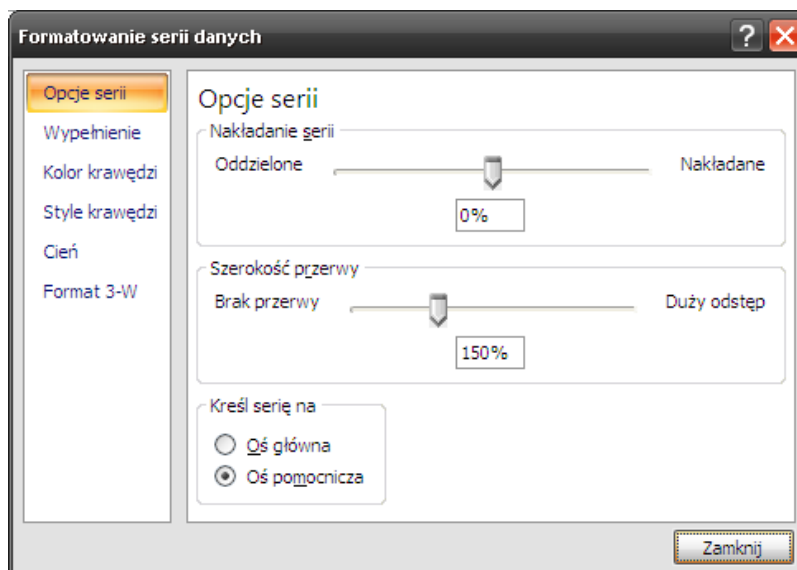 Formatowanie serii danych
?
Opcje serii
Wypełnienie
Kolor krawędzi
Style krawędzi
Cień
Format 3-W
Opcje serii
Nakładanie serii
Oddzielone
Nakładane
0%
Szerokość przerwy
Brak przerwy
Duży odstęp
150%
Kreśl serię na
Oś główna
Oś pomocnicza
Zamknij